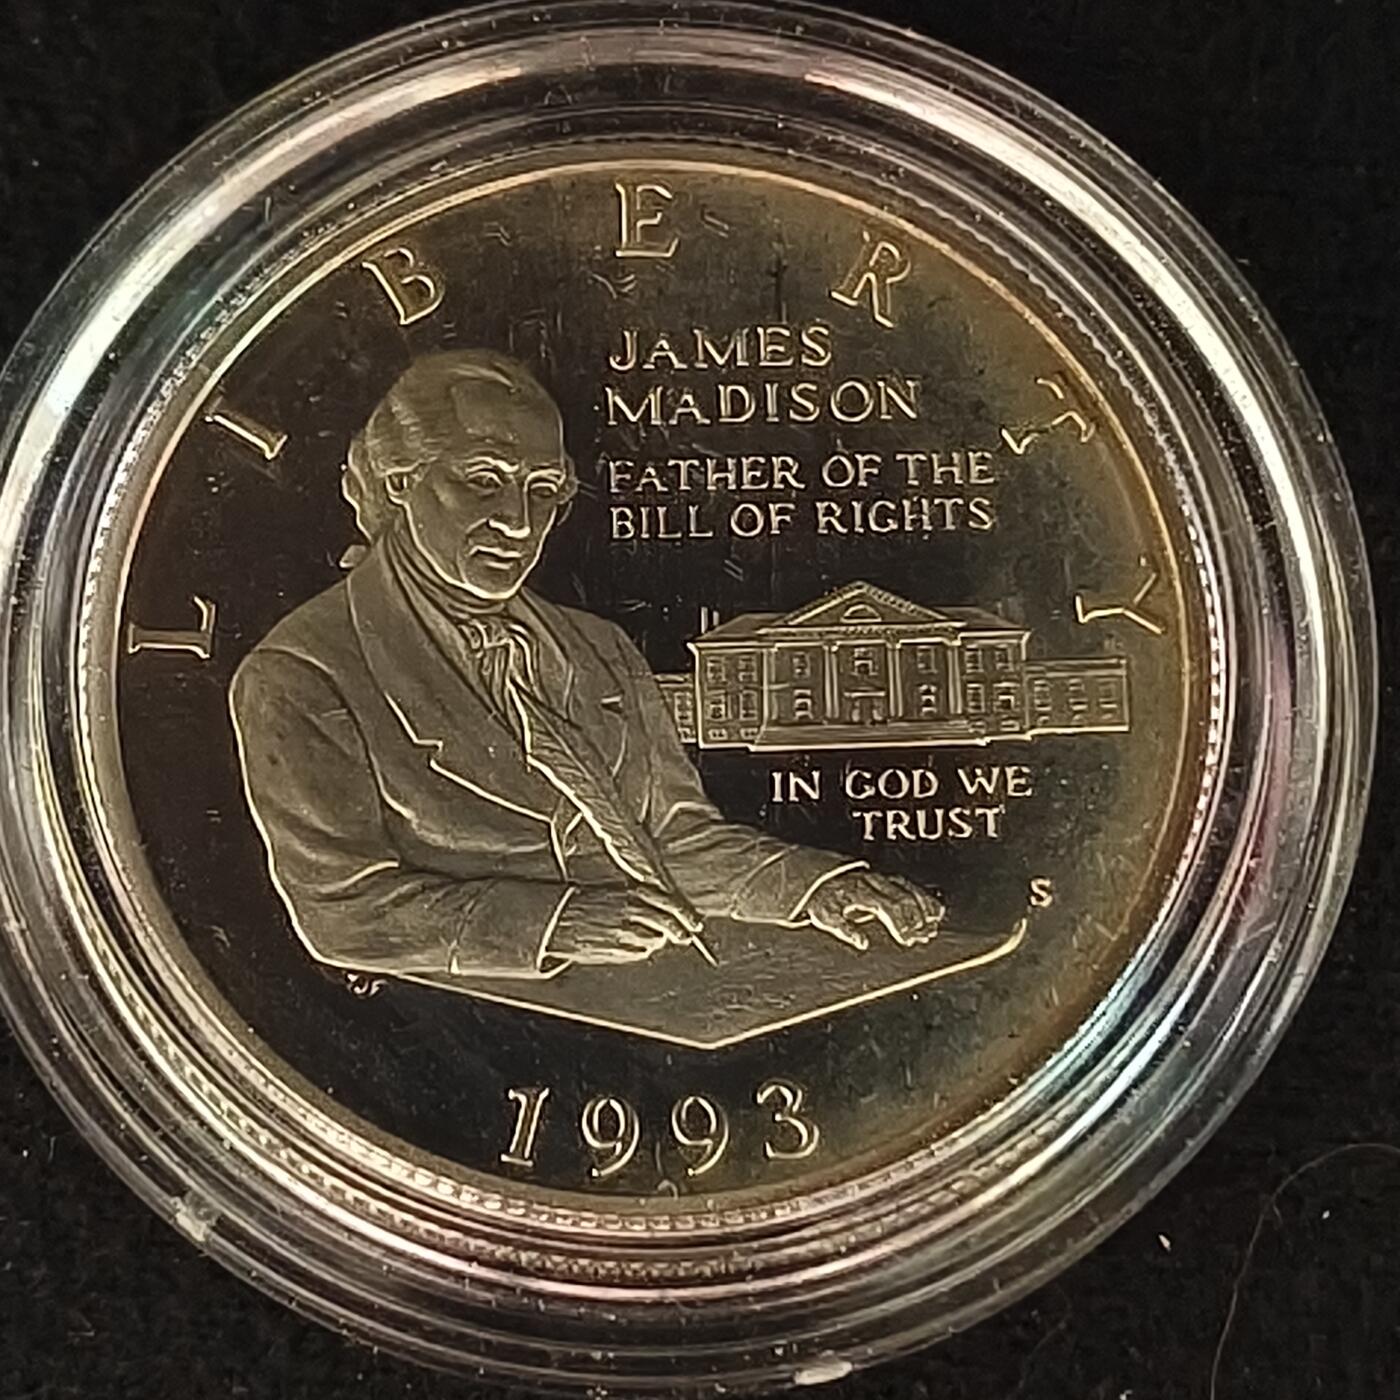 LIBERTY
JAMES
MADISON
FATHER OF THE
BILL OF RIGHTS
IN GOD WE
TRUST
S
1993